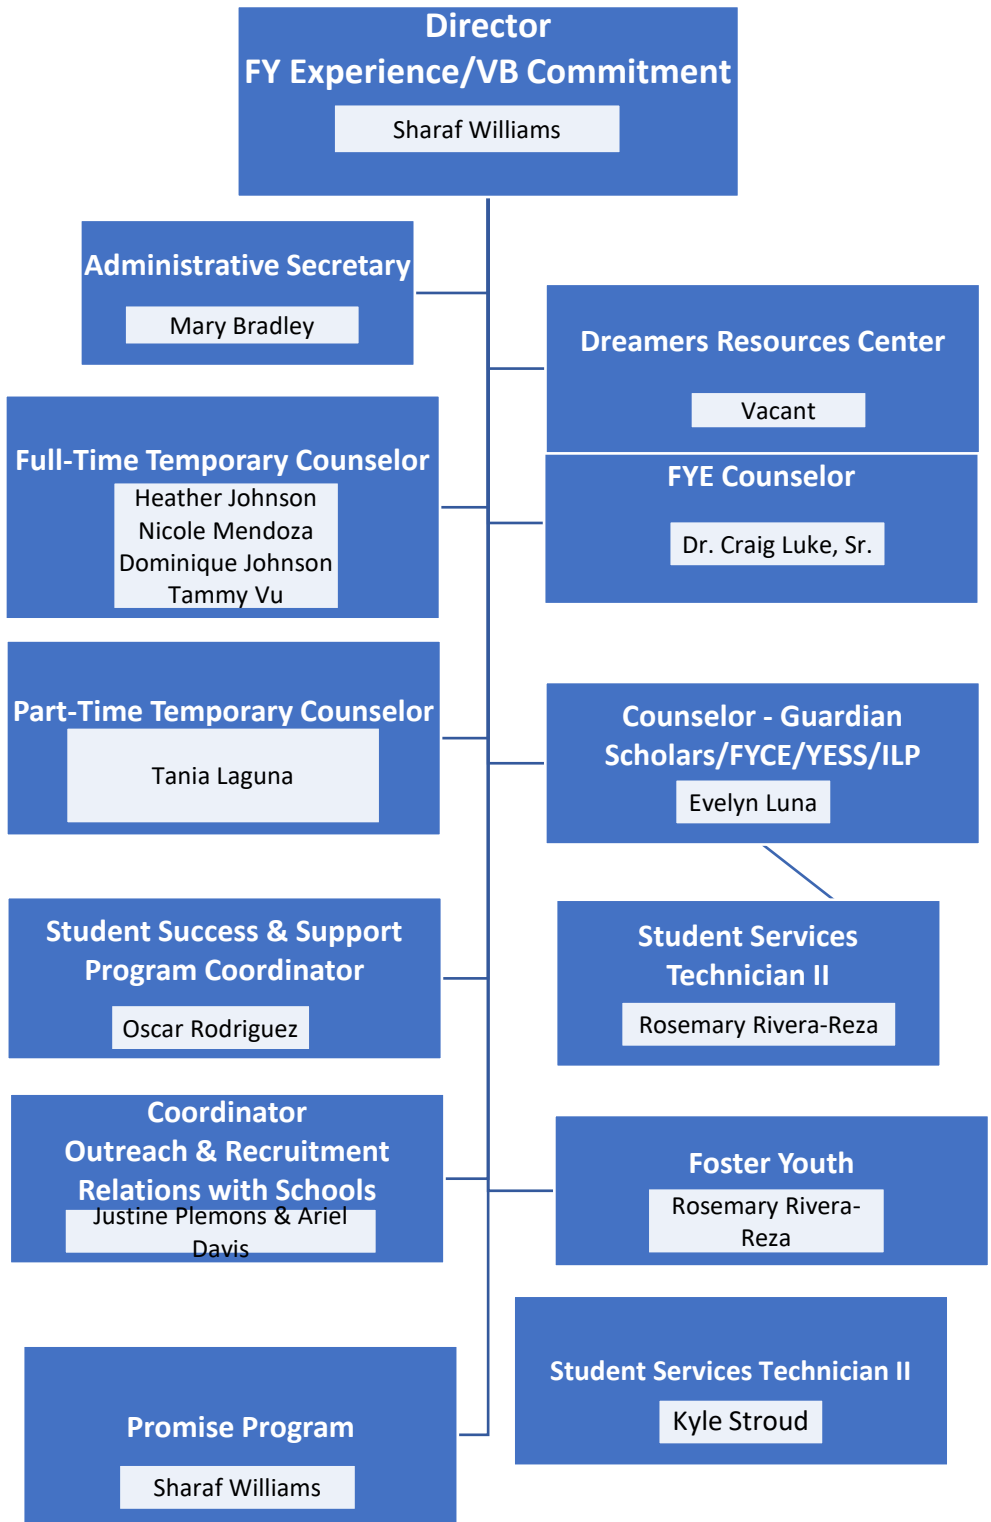 Director
FY Experience/VB Commitment
Sharaf Williams
Administrative Secretary
Mary Bradley
Dreamers Resources Center
Vacant
Full-Time Temporary Counselor
Heather Johnson
Nicole Mendoza
Dominique Johnson
Tammy Vu
FYE Counselor
Dr. Craig Luke, Sr.
Part-Time Temporary Counselor
Tania Laguna
Counselor - Guardian
Scholars/FYCE/YESS/ILP
Evelyn Luna
Student Success & Support
Program Coordinator
Oscar Rodriguez
Student Services
Technician II
Rosemary Rivera-Reza
Coordinator
Outreach & Recruitment
Relations with Schools
Justine Plemons & Ariel
Davis
Foster Youth
Rosemary Rivera-
Reza
Student Services Technician II
Kyle Stroud
Promise Program
Sharaf Williams